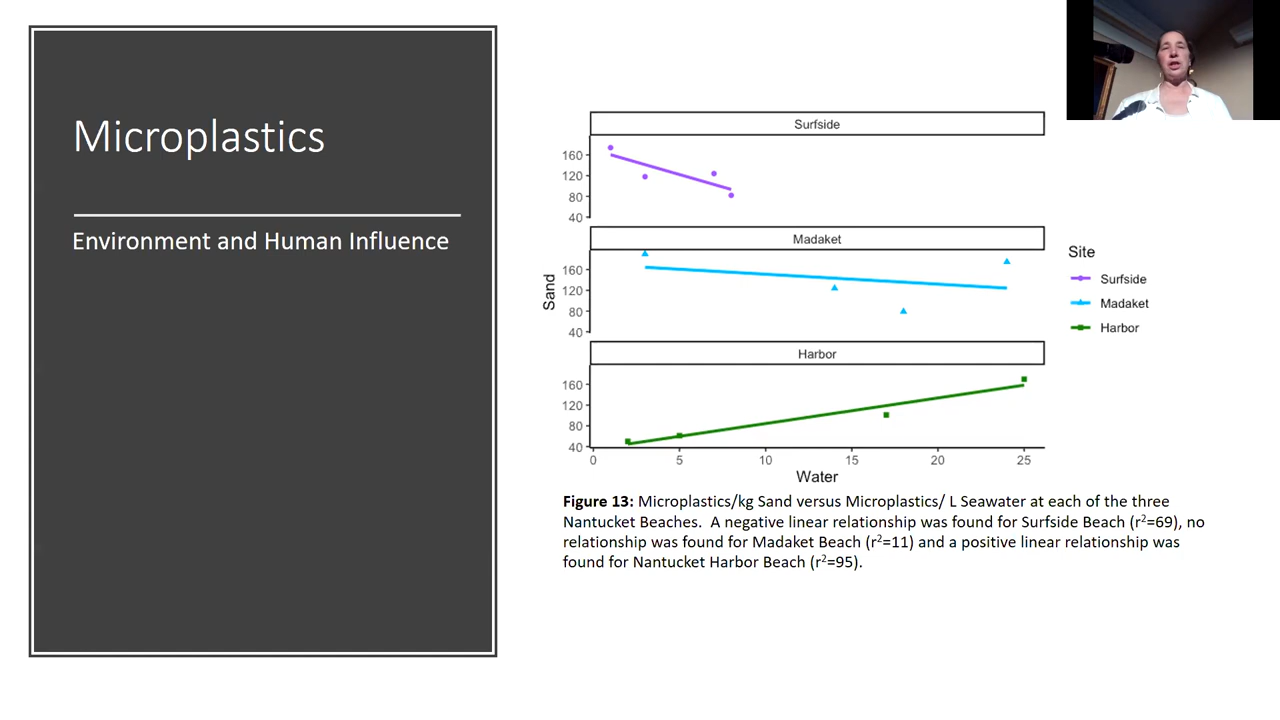 Microplastics
Environment and Human Influence
Surfside
160
120
80
40
Madaket
160
120
80
40
Harbor
160
120
80
40
Sand
0 5 10 15 20 25
Water
Site
Surfside
Madaket
Harbor
Figure 13: Microplastics/kg Sand versus Microplastics/ L Seawater at each of the three
Nantucket Beaches. A negative linear relationship was found for Surfside Beach (r²=69), no
relationship was found for Madaket Beach (r²=11) and a positive linear relationship was
found for Nantucket Harbor Beach (r²=95).